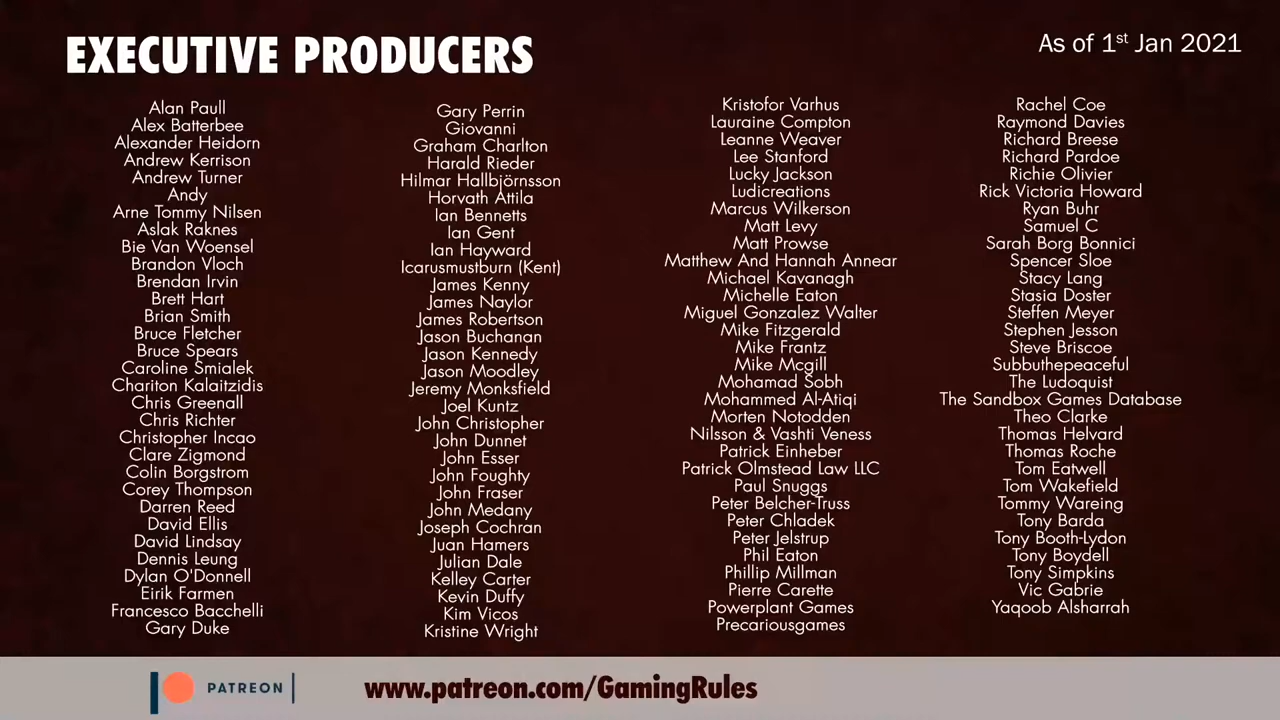 EXECUTIVE PRODUCERS
As of 1st Jan 2021
Alan Paull
Alex Batterbee
Alexander Heidorn
Andrew Kerrison
Andrew Turner
Andy
Arne Tommy Nilsen
Aslak Raknes
Bie Van Woensel
Brandon Vloch
Brendan Irvin
Brett Hart
Brian Smith
Bruce Fletcher
Bruce Spears
Caroline Smialek
Chariton Kalaitzidis
Chris Greenall
Chris Richter
Christopher Incao
Clare Zigmond
Colin Borgstrom
Corey Thompson
Darren Reed
David Ellis
David Lindsay
Dennis Leung
Dylan O'Donnell
Eirik Farmen
Francesco Bacchelli
Gary Duke
Gary Perrin
Giovanni
Graham Charlton
Harald Rieder
Hilmar Hallbjörnsson
Horvath Attila
Ian Bennetts
Ian Gent
Ian Hayward
Icarusmustburn (Kent)
James Kenny
James Naylor
James Robertson
Jason Buchanan
Jason Kennedy
Jason Moodley
Jeremy Monksfield
Joel Kuntz
John Christopher
John Dunnet
John Esser
John Foughty
John Fraser
John Medany
Joseph Cochran
Juan Hamers
Julian Dale
Kelley Carter
Kevin Duffy
Kim Vicos
Kristine Wright
Kristofor Varhus
Lauraine Compton
Leanne Weaver
Lee Stanford
Lucky Jackson
Ludicreations
Marcus Wilkerson
Matt Levy
Matt Prowse
Matthew And Hannah Annear
Michael Kavanagh
Michelle Eaton
Miguel Gonzalez Walter
Mike Fitzgerald
Mike Frantz
Mike Mcgill
Mohamad Sobh
Mohammed Al-Atiqi
Morten Notodden
Nilsson & Vashti Veness
Patrick Einheber
Patrick Olmstead Law LLC
Paul Snuggs
Peter Belcher-Truss
Peter Chladek
Peter Jelstrup
Phil Eaton
Phillip Millman
Pierre Carette
Powerplant Games
Precariousgames
Rachel Coe
Raymond Davies
Richard Breese
Richard Pardoe
Richie Olivier
Rick Victoria Howard
Ryan Buhr
Samuel C
Sarah Borg Bonnici
Spencer Sloe
Stacy Lang
Stasia Doster
Steffen Meyer
Stephen Jesson
Steve Briscoe
Subbuthepeaceful
The Ludoquist
The Sandbox Games Database
Theo Clarke
Thomas Helvard
Thomas Roche
Tom Eatwell
Tom Wakefield
Tommy Wareing
Tony Barda
Tony Booth-Lydon
Tony Boydell
Tony Simpkins
Vic Gabrie
Yaqoob Alsharrah
PATREON
www.patreon.com/GamingRules